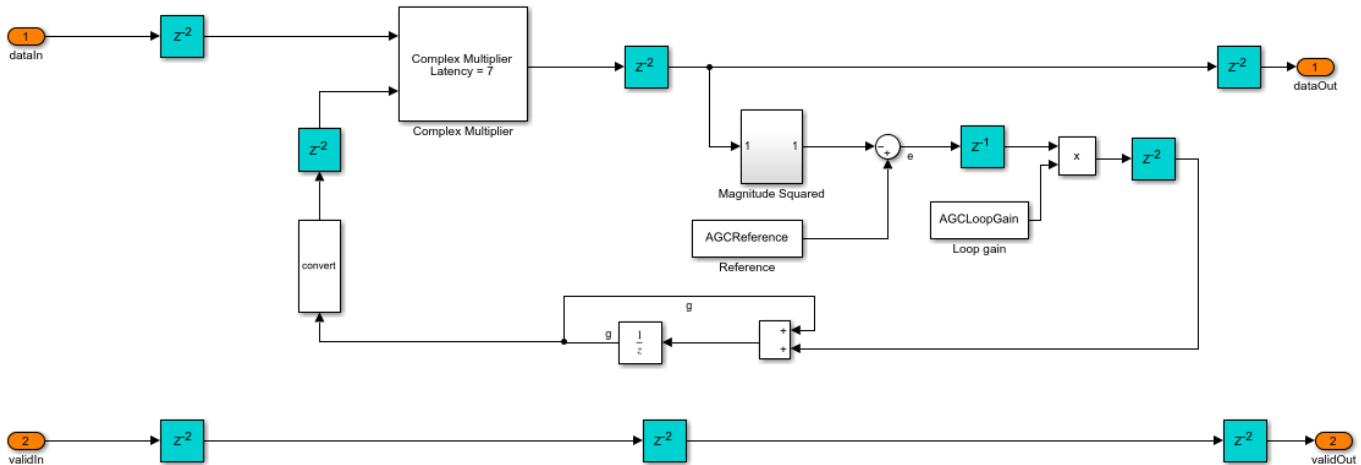 1
dataIn
z-2
Complex Multiplier
Latency = 7
Complex Multiplier
z-2
z-2
1
dataOut
z-2
1 1
Magnitude Squared
−
+
e
z-1
x
z-2
AGCReference
Reference
AGCLoopGain
Loop gain
convert
g
g
1
z
+
+
2
validIn
z-2
z-2
z-2
2
validOut